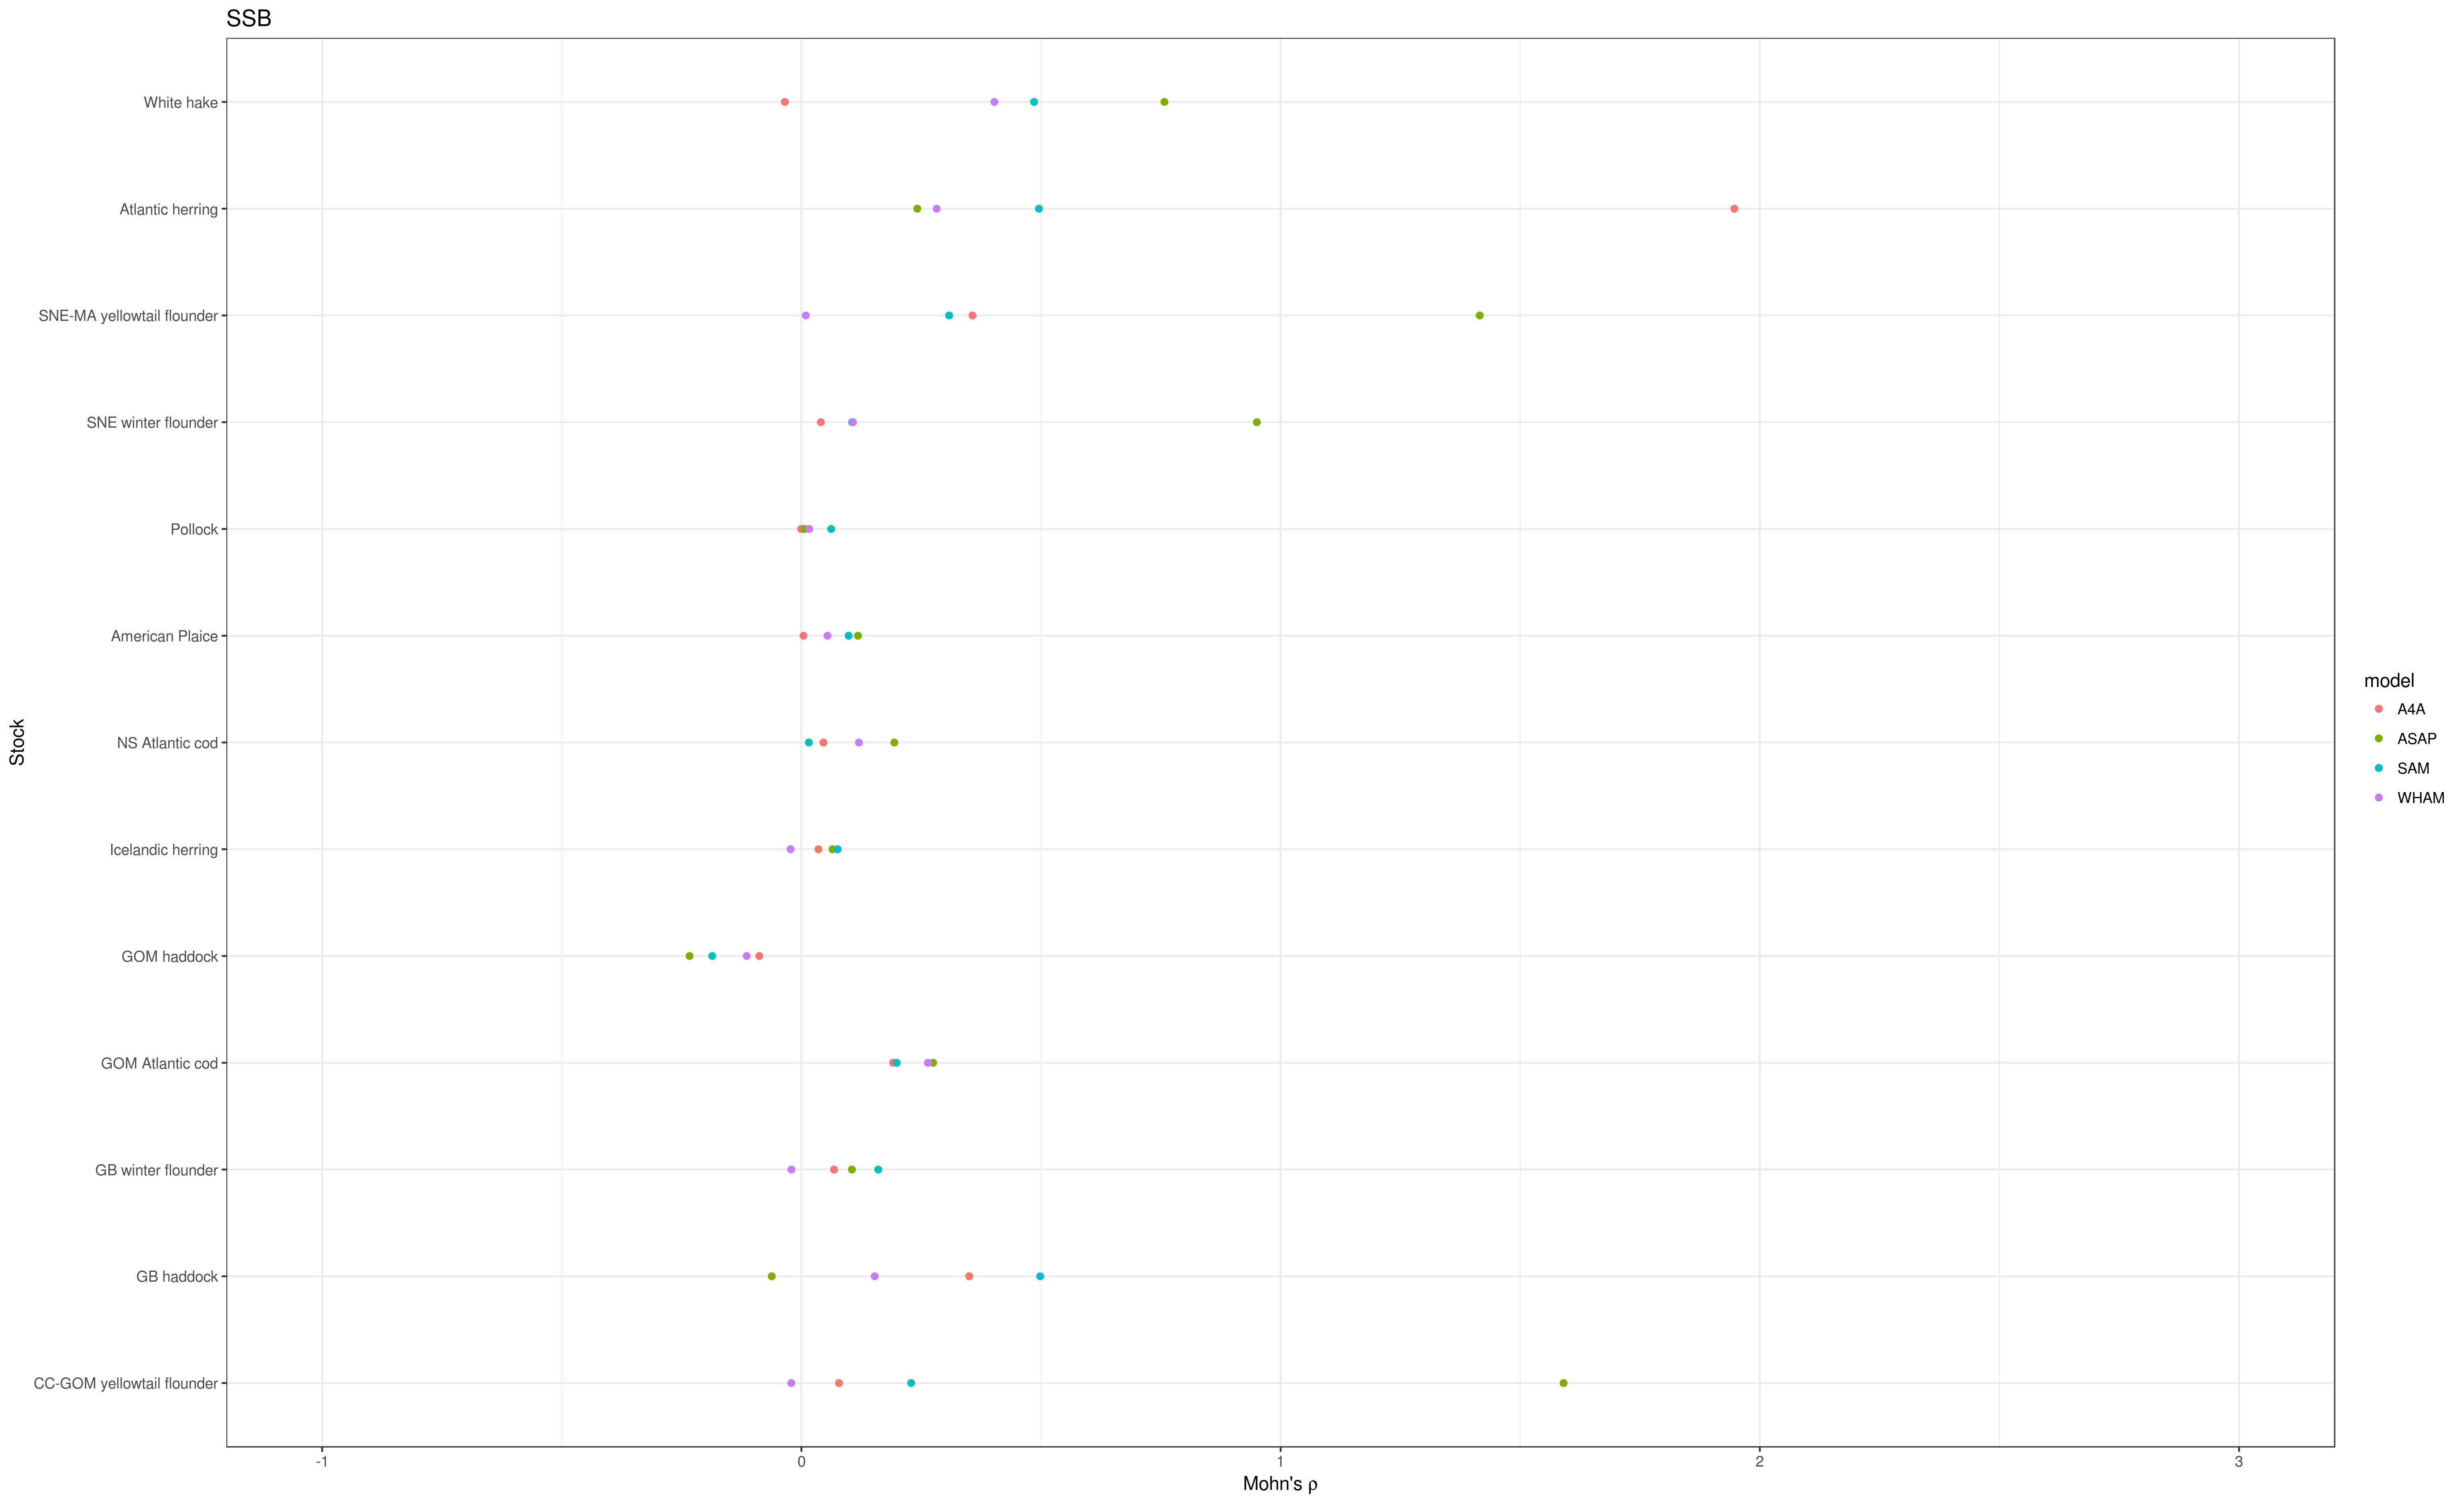 SSB
White hake
Atlantic herring
SNE-MA yellowtail flounder
SNE winter flounder
Pollock
American Plaice
NS Atlantic cod
Icelandic herring
GOM haddock
GOM Atlantic cod
GB winter flounder
GB haddock
CC-GOM yellowtail flounder
Stock
-1 0 1 2 3
Mohn's ρ
model
A4A
ASAP
SAM
WHAM